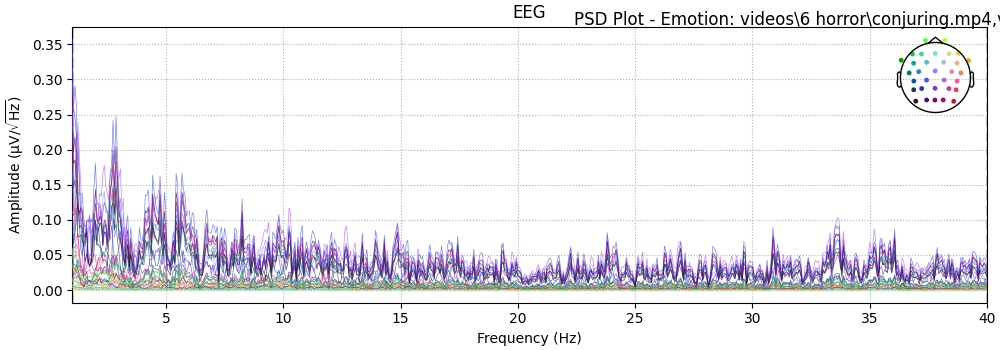 EEG
PSD Plot - Emotion: videos\6 horror\conjuring.mp4,v
Amplitude (µV/√Hz)
0.35
0.30
0.25
0.20
0.15
0.10
0.05
0.00
5 10 15 20 25 30 35 40
Frequency (Hz)